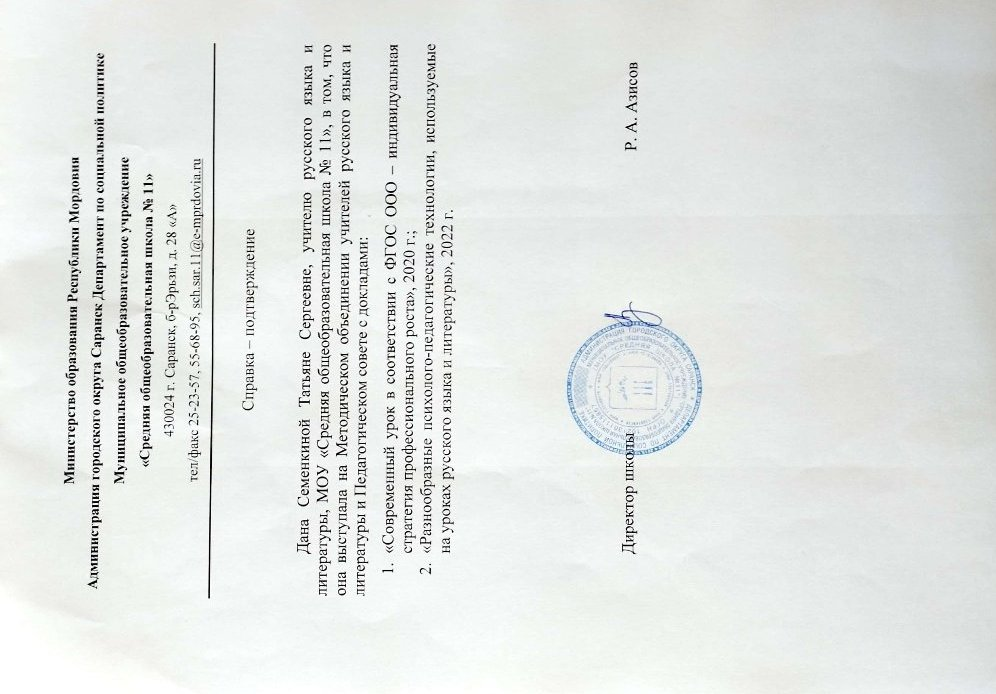 Министерство образования Республики Мордовия
Администрация городского округа Саранск Департамент по социальной политике
Муниципальное общеобразовательное учреждение
«Средняя общеобразовательная школа № 11»
430024 г. Саранск, б-рЭрьзи, д. 28 «А»
тел/факс 25-23-57, 55-68-95, sch.sar.11@e-mprdovia.ru
Справка – подтверждение
Дана Семенкиной Татьяне Сергеевне, учителю русского языка и
литературы, МОУ «Средняя общеобразовательная школа № 11», в том, что
она выступала на Методическом объединении учителей русского языка и
литературы и Педагогическом совете с докладами:
1. «Современный урок в соответствии с ФГОС ООО – индивидуальная
стратегия профессионального роста», 2020 г.;
2. «Разнообразные психолого-педагогические технологии, используемые
на уроках русского языка и литературы», 2022 г.
Директор школы Р. А. Азисов